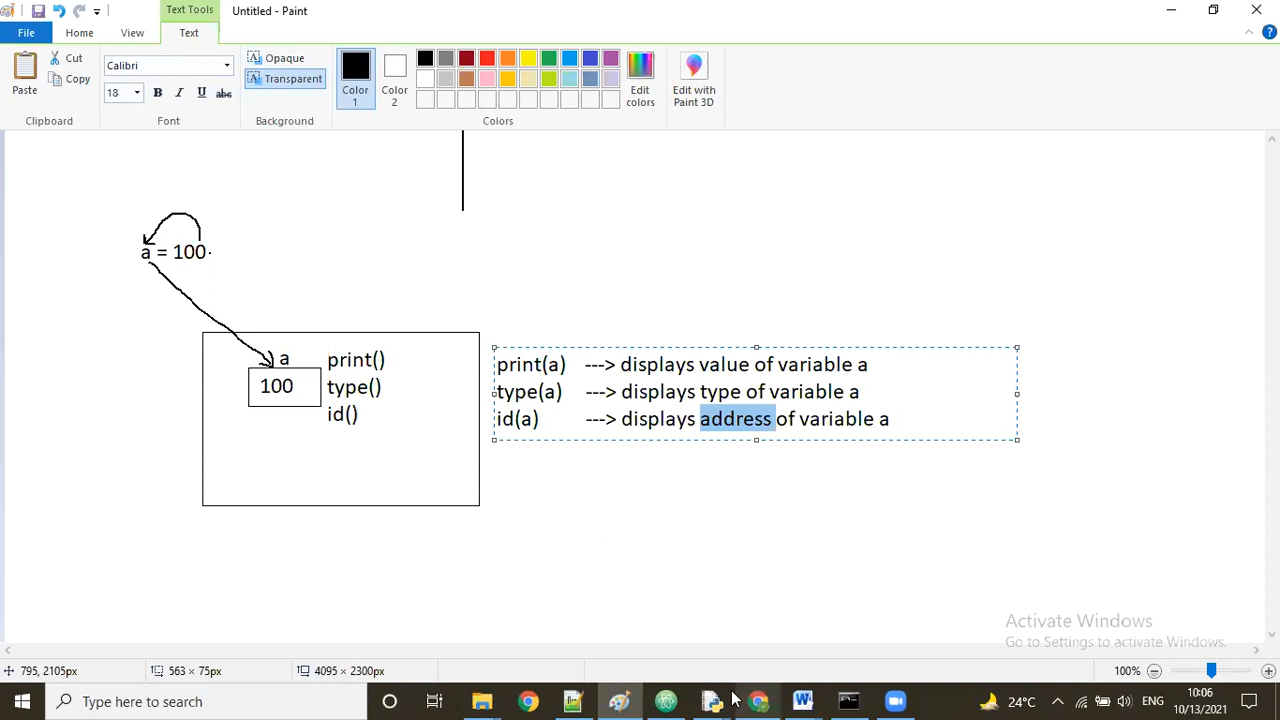 Text Tools
Untitled - Paint
File
Home
View
Text
Paste
Cut
Copy
Clipboard
Calibri
18
B I U abc
Font
Opaque
Transparent
Background
Color 1
Color 2
Edit colors
Colors
Edit with Paint 3D
a = 100
a
100
print()
type()
id()
print(a) ---> displays value of variable a
type(a) ---> displays type of variable a
id(a) ---> displays address of variable a
Activate Windows
Go to Settings to activate Windows.
795, 2105px
563 × 75px
4095 × 2300px
100%
Type here to search
24°C
ENG
10:06
10/13/2021